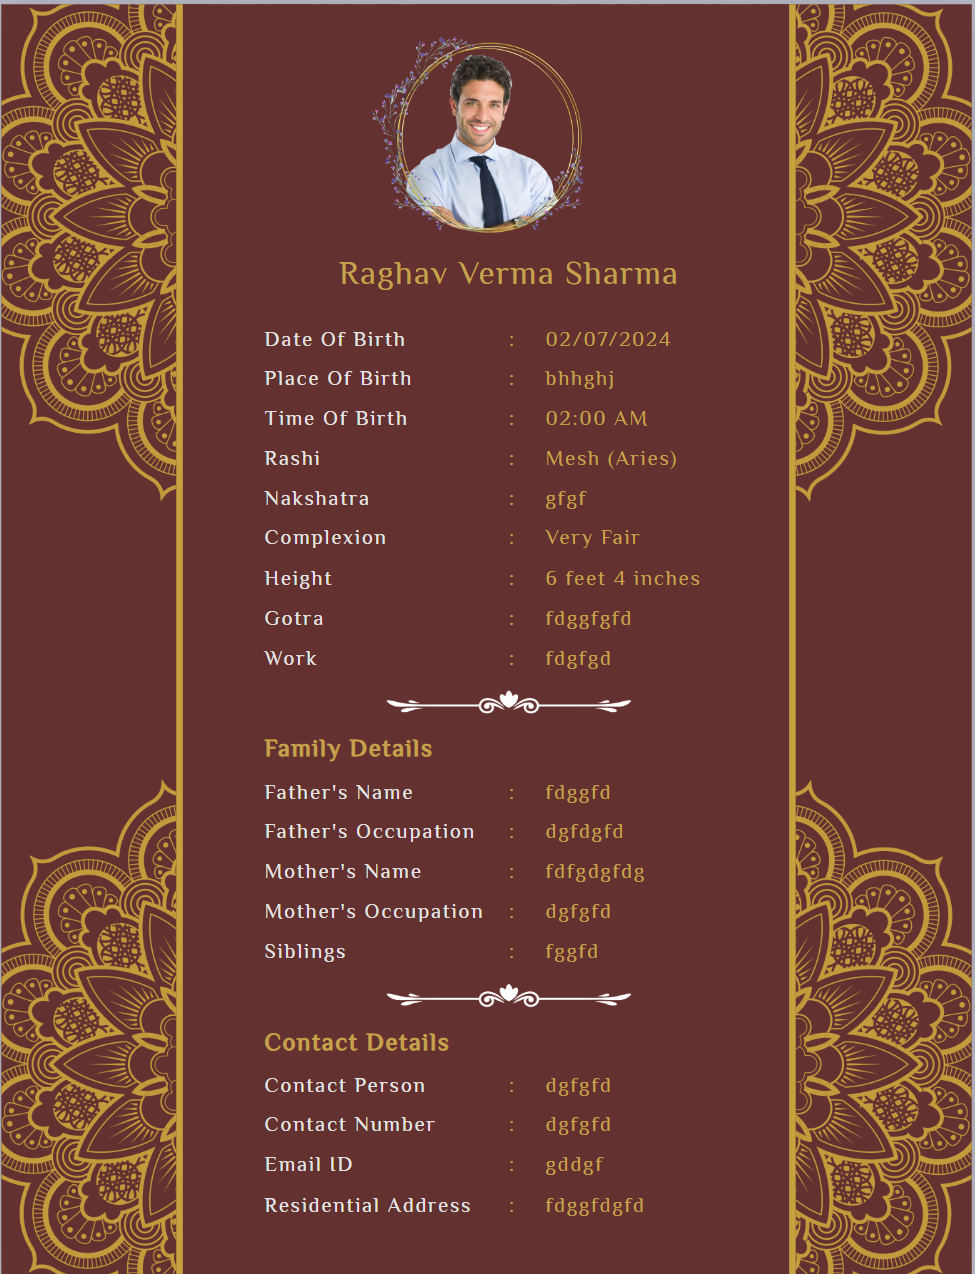 Raghav Verma Sharma
Date Of Birth : 02/07/2024
Place Of Birth : bhhghj
Time Of Birth : 02:00 AM
Rashi : Mesh (Aries)
Nakshatra : gfgf
Complexion : Very Fair
Height : 6 feet 4 inches
Gotra : fdggfgfd
Work : fdgfgd
Family Details
Father's Name : fdggfd
Father's Occupation : dgfdgfd
Mother's Name : fdfgdgfdg
Mother's Occupation : dgfgfd
Siblings : fggfd
Contact Details
Contact Person : dgfgfd
Contact Number : dgfgfd
Email ID : gddgf
Residential Address : fdggfdgfd